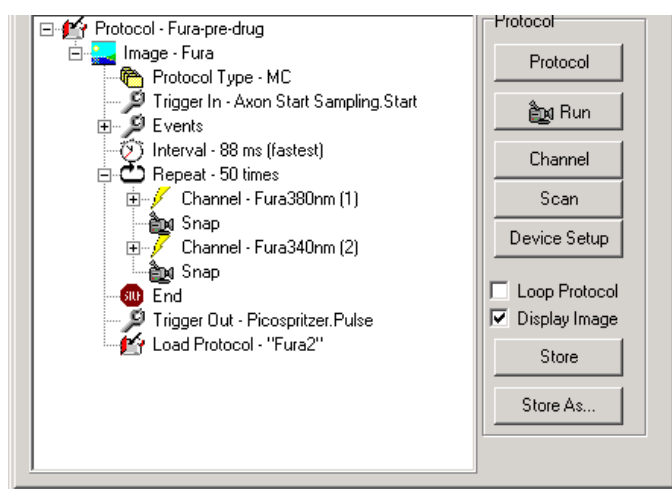 Protocol - Fura-pre-drug
Image - Fura
Protocol Type - MC
Trigger In - Axon Start Sampling.Start
Events
Interval - 88 ms (fastest)
Repeat - 50 times
Channel - Fura380nm (1)
Snap
Channel - Fura340nm (2)
Snap
End
Trigger Out - Picospritzer.Pulse
Load Protocol - "Fura2"
Protocol
Protocol
Run
Channel
Scan
Device Setup
Loop Protocol
Display Image
Store
Store As...